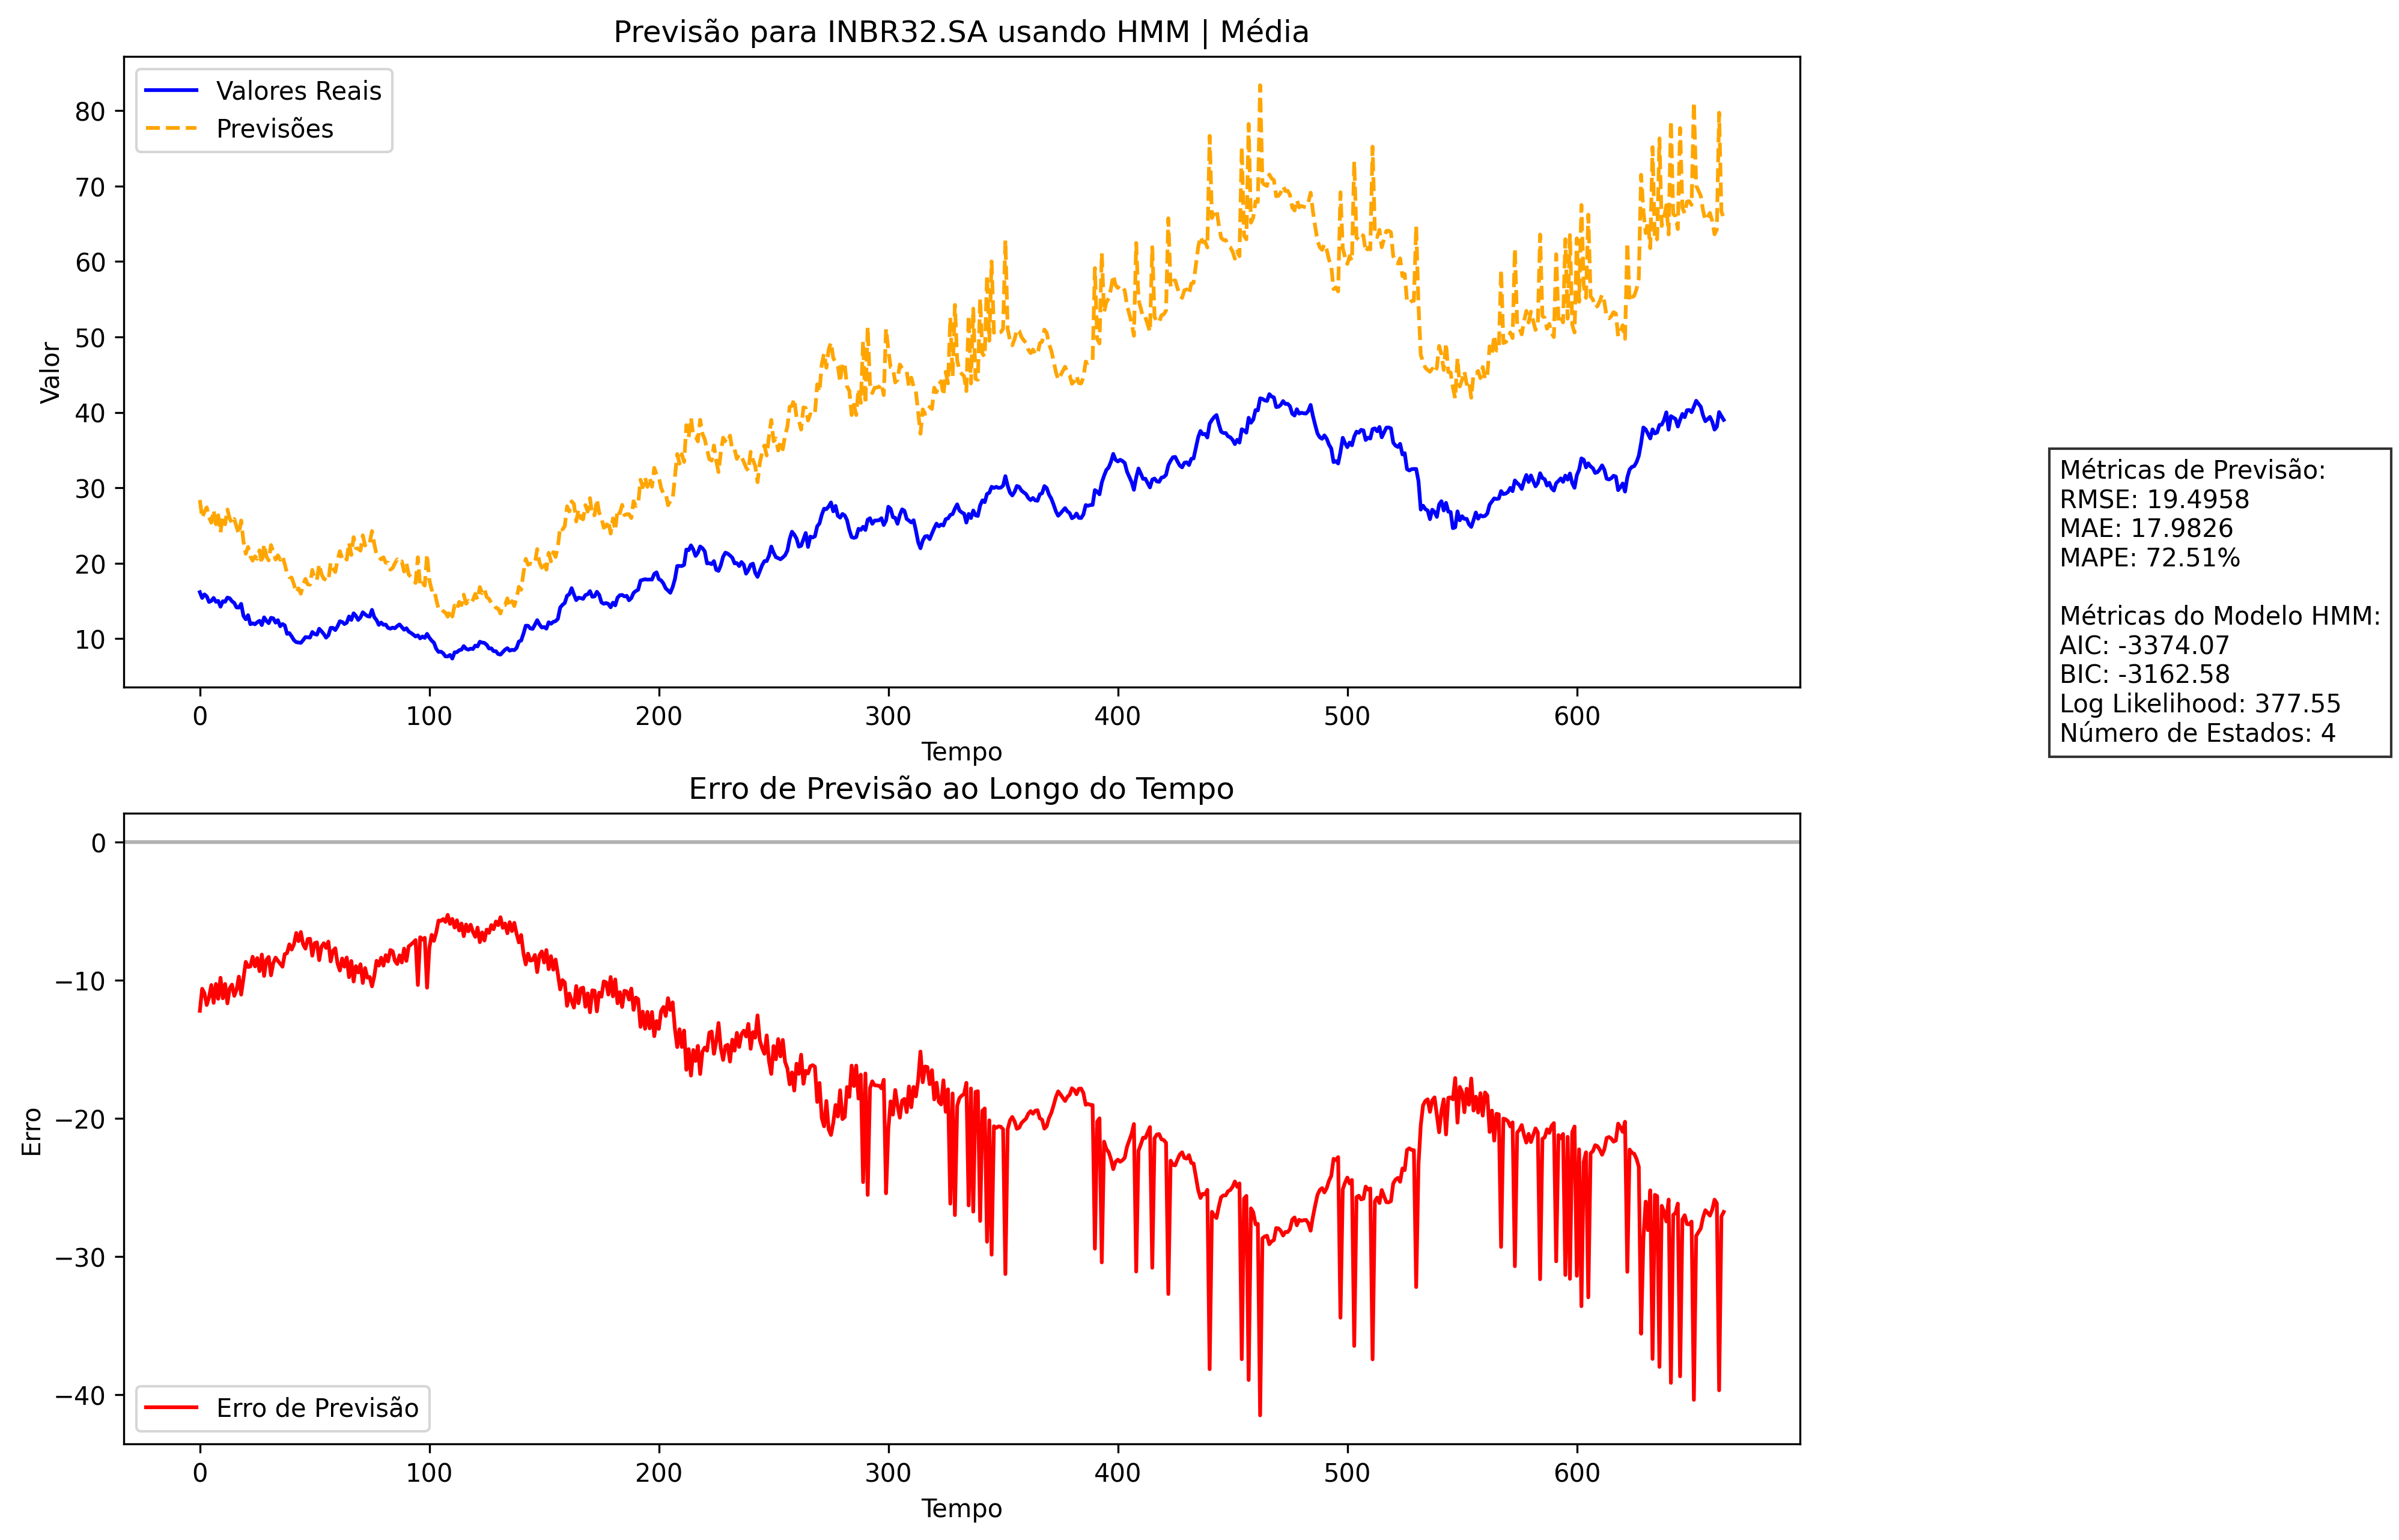 Previsão para INBR32.SA usando HMM | Média
Valores Reais
Previsões
80
70
60
50
40
30
20
10
Valor
0 100 200 300 400 500 600
Tempo
Métricas de Previsão:
RMSE: 19.4958
MAE: 17.9826
MAPE: 72.51%
Métricas do Modelo HMM:
AIC: -3374.07
BIC: -3162.58
Log Likelihood: 377.55
Número de Estados: 4
Erro de Previsão ao Longo do Tempo
0
−10
−20
−30
−40
Erro
Erro de Previsão
0 100 200 300 400 500 600
Tempo